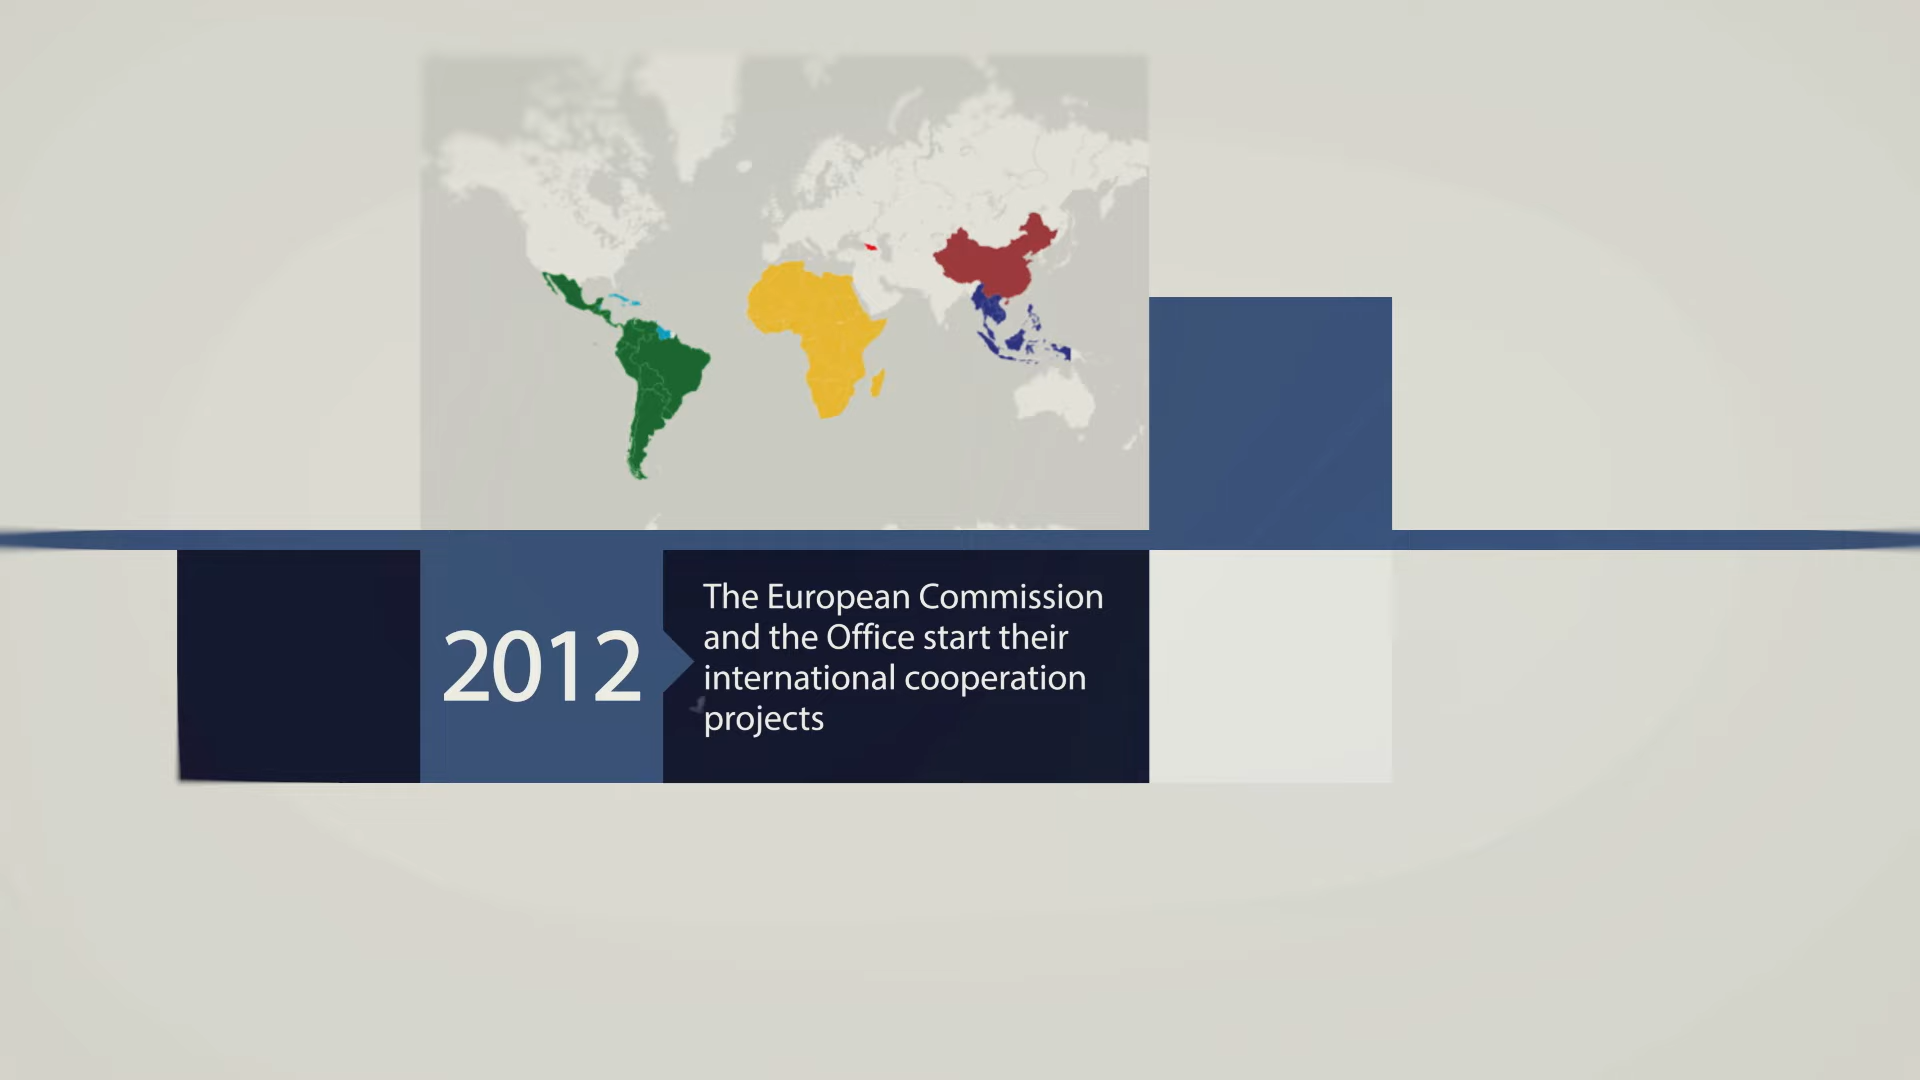 2012
The European Commission
and the Office start their
international cooperation
projects